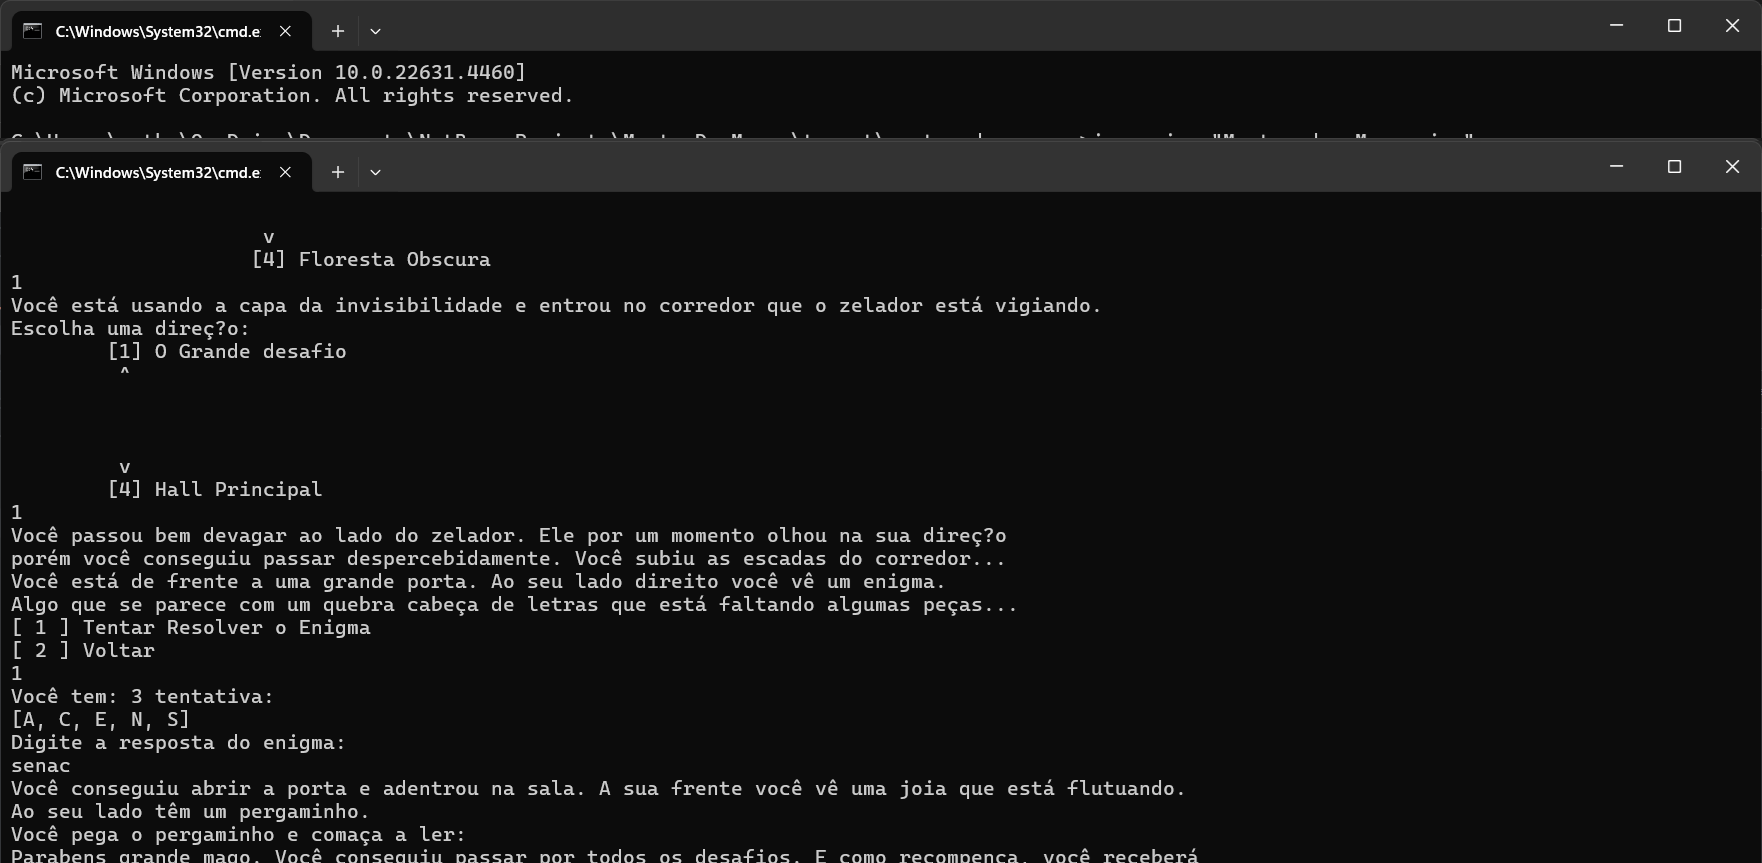 C:\Windows\System32\cmd.e
Microsoft Windows [Version 10.0.22631.4460]
(c) Microsoft Corporation. All rights reserved.
C:\Windows\System32\cmd.e
v
[4] Floresta Obscura
1
Você está usando a capa da invisibilidade e entrou no corredor que o zelador está vigiando.
Escolha uma direç?o:
[1] O Grande desafio
^
v
[4] Hall Principal
1
Você passou bem devagar ao lado do zelador. Ele por um momento olhou na sua direç?o
porém você conseguiu passar despercebidamente. Você subiu as escadas do corredor...
Você está de frente a uma grande porta. Ao seu lado direito você vê um enigma.
Algo que se parece com um quebra cabeça de letras que está faltando algumas peças...
[ 1 ] Tentar Resolver o Enigma
[ 2 ] Voltar
1
Você tem: 3 tentativa:
[A, C, E, N, S]
Digite a resposta do enigma:
senac
Você conseguiu abrir a porta e adentrou na sala. A sua frente você vê uma joia que está flutuando.
Ao seu lado têm um pergaminho.
Você pega o pergaminho e comaça a ler:
Parabens grande mago. Você conseguiu passar por todos os desafios. E como recompença, você receberá